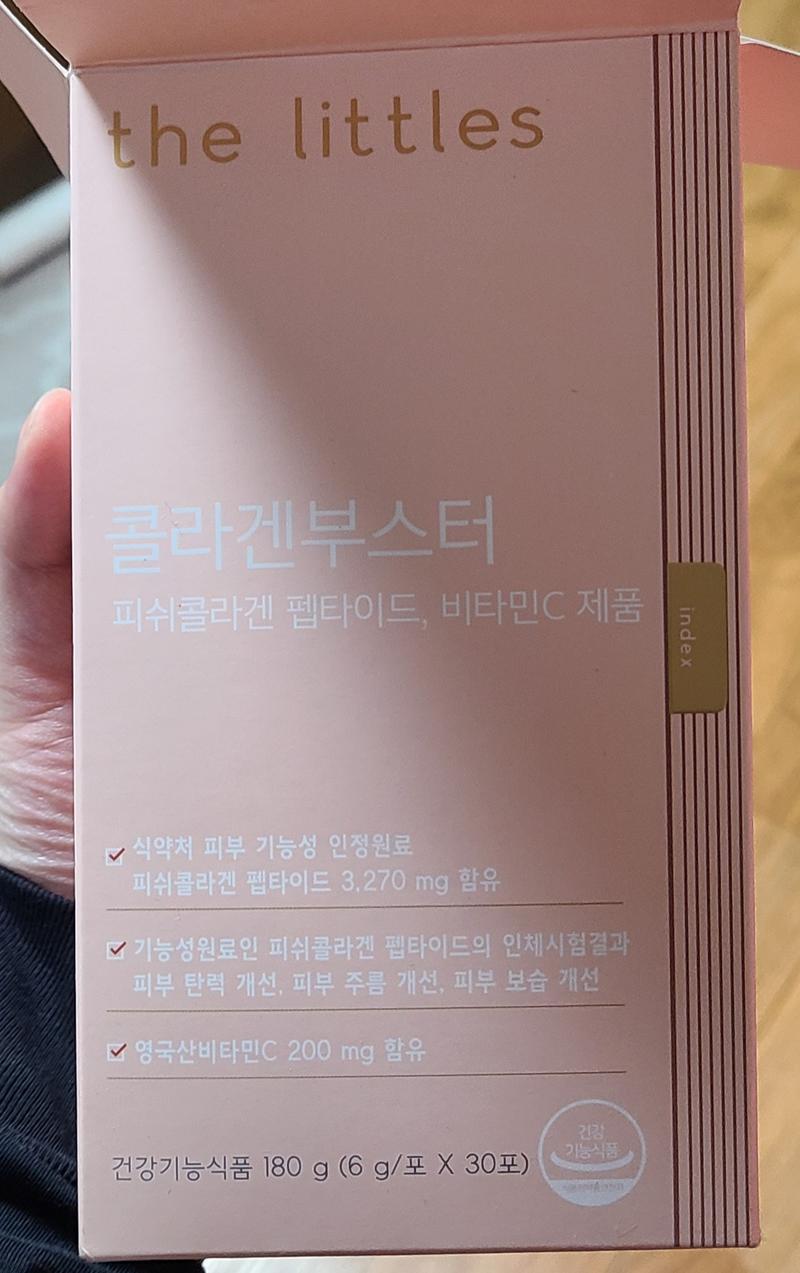 the littles
콜라겐부스터
피쉬콜라겐 펩타이드, 비타민C 제품
index
식약처 피부 기능성 인정원료
피쉬콜라겐 펩타이드 3,270 mg 함유
기능성원료인 피쉬콜라겐 펩타이드의 인체시험결과
피부 탄력 개선, 피부 주름 개선, 피부 보습 개선
영국산비타민C 200 mg 함유
건강기능식품 180 g (6 g/포 X 30포)
건강
기능식품